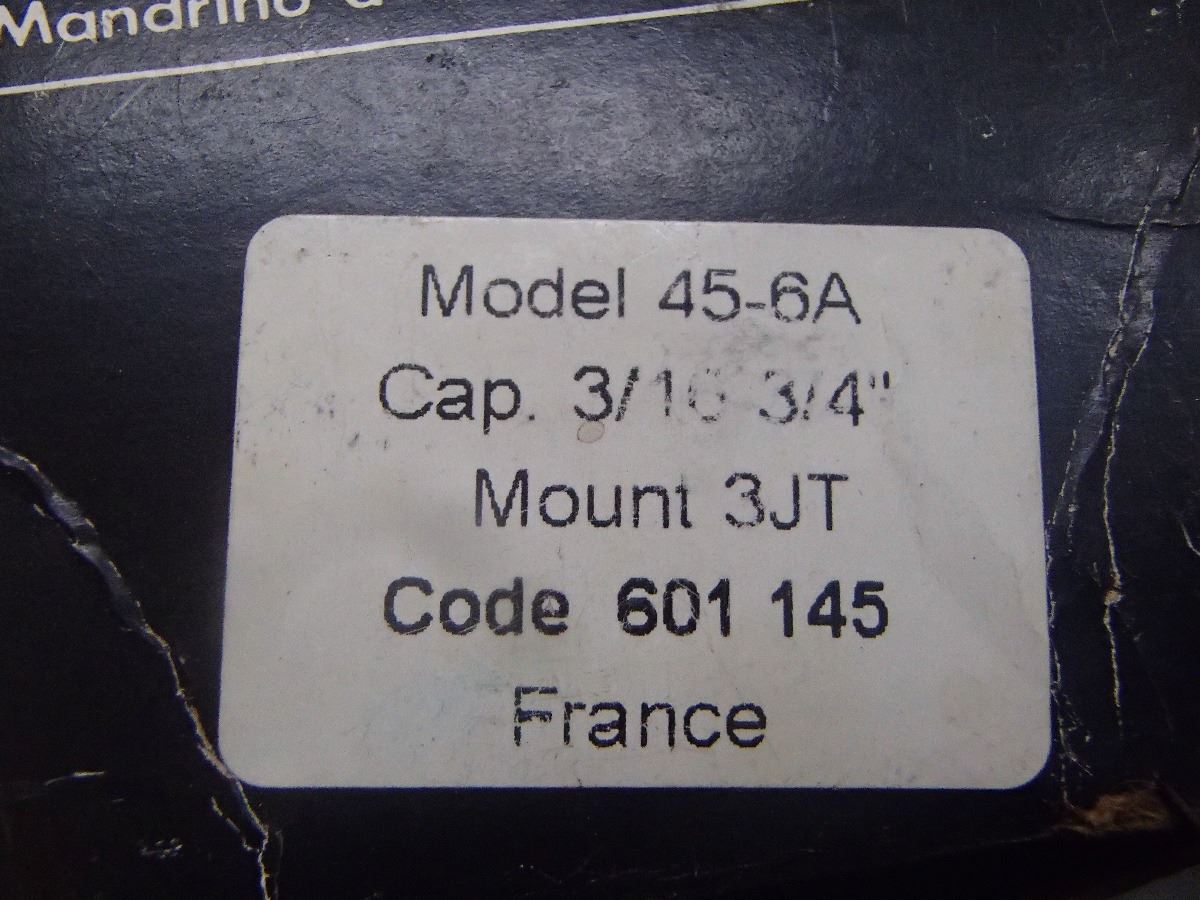 Mandrino a
Model 45-6A
Cap. 3/16 3/4"
Mount 3JT
Code 601 145
France